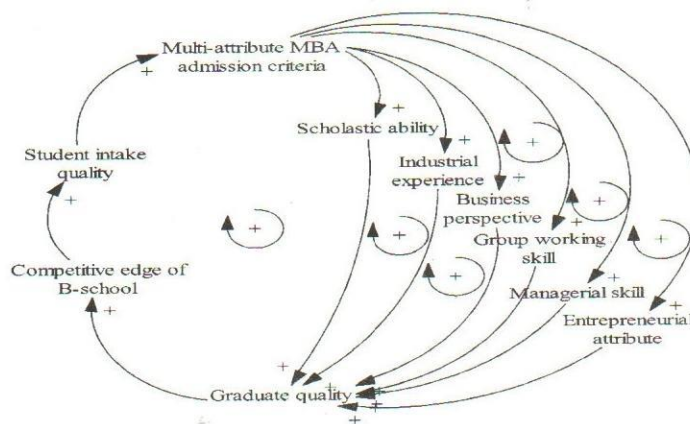 Multi-attribute MBA
admission criteria
+
+
Scholastic ability
+
Student intake
quality
Industrial
experience
+
+
+
Business
perspective
+
+
+
+
+
Group working
skill
+
Competitive edge of
B-school
+
+
Managerial skill
+
+
Entrepreneurial
attribute
+
+
Graduate quality
+
+
+